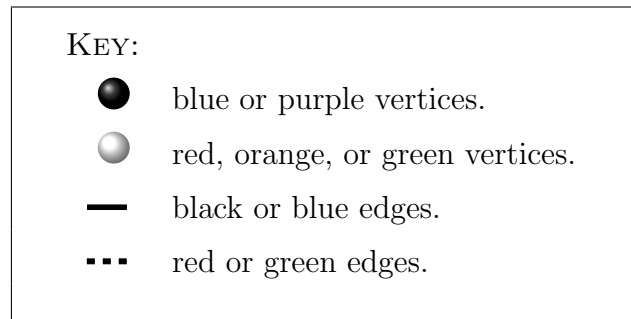 KEY:
blue or purple vertices.
red, orange, or green vertices.
black or blue edges.
red or green edges.